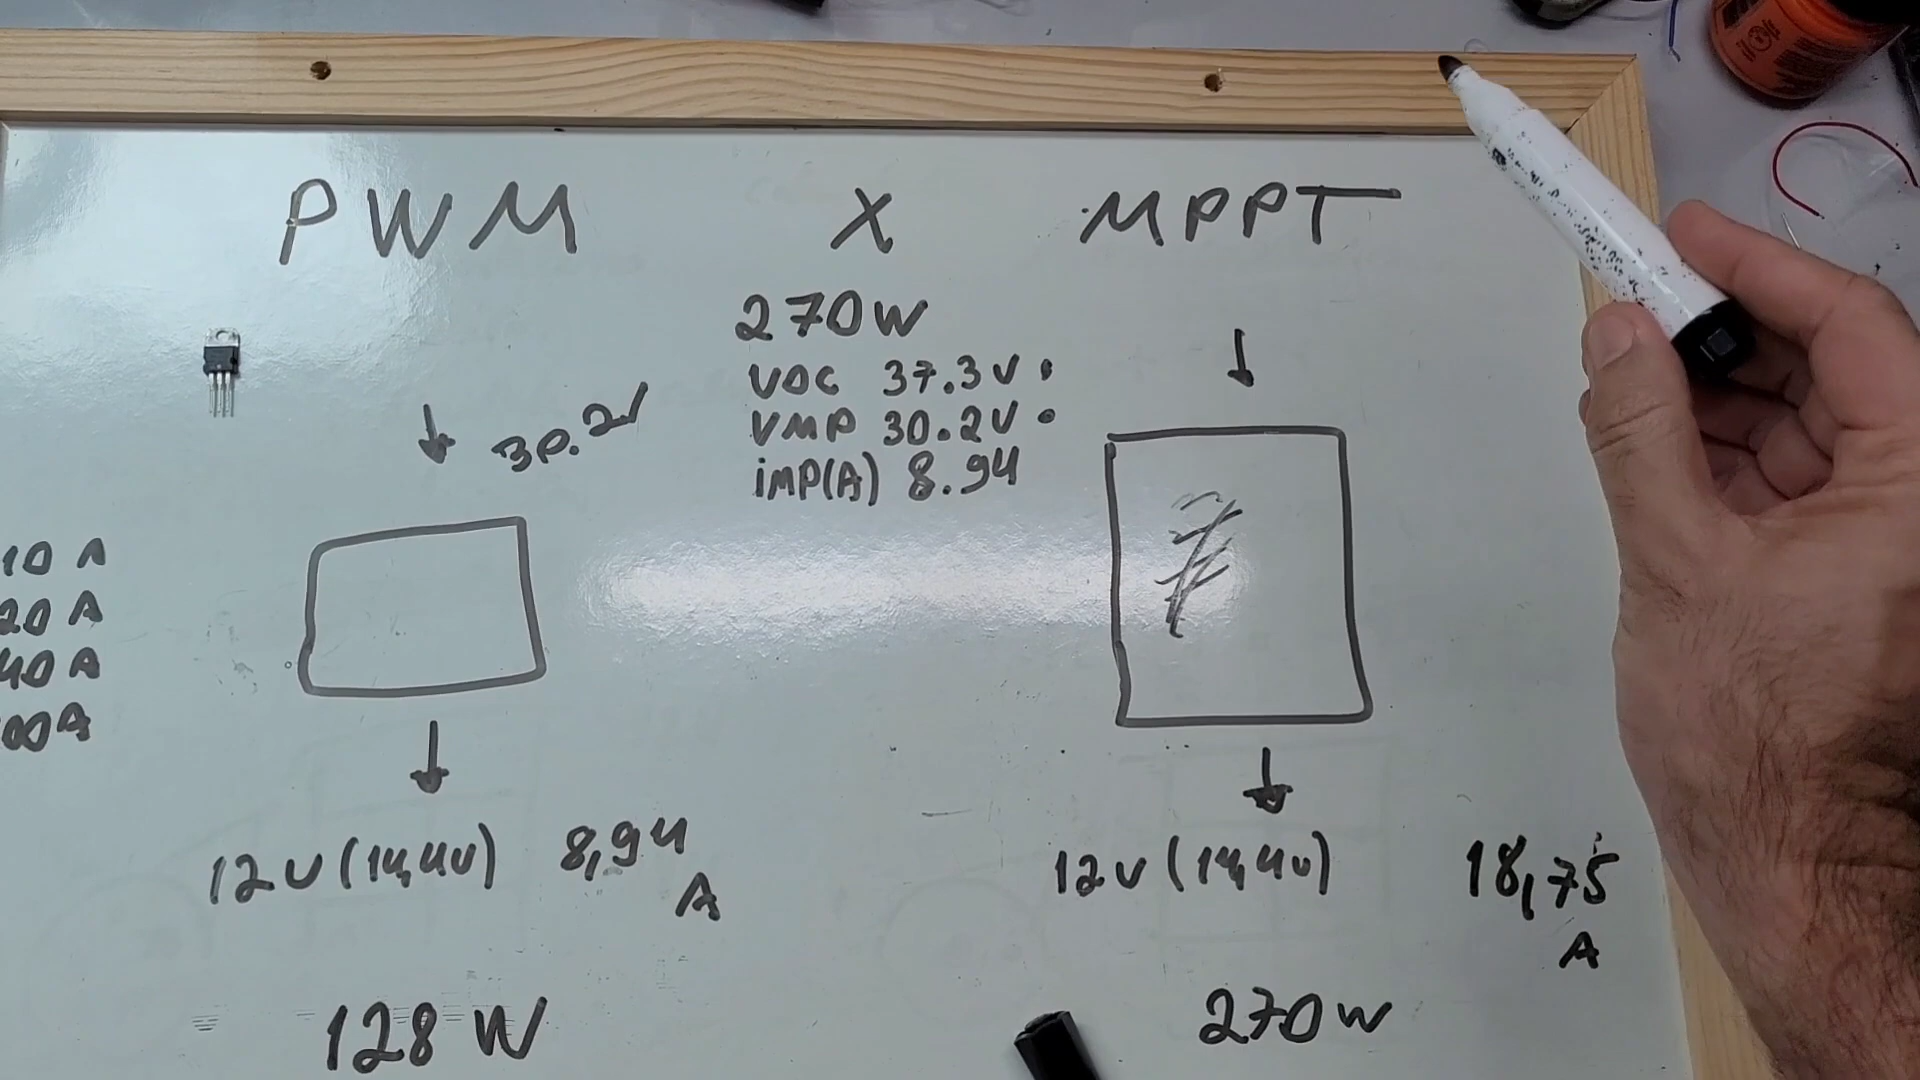 PWM X MPPT
270W
VOC 37.3V
VMP 30.2V
iMP(A) 8.94
30.2V
10 A
20 A
40 A
00A
12V (14,4V) 8,94
A
12V (14,4V) 18,75
A
128 W
270W